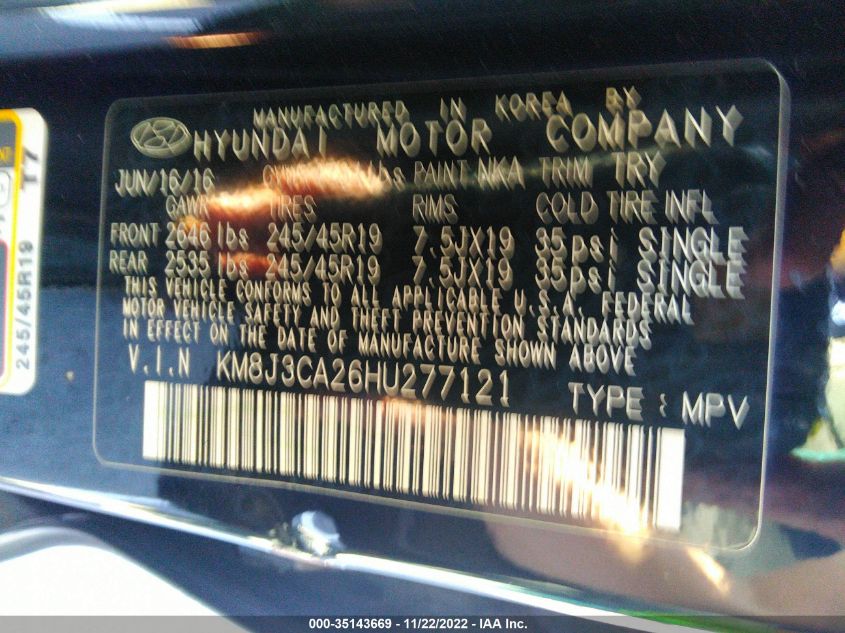 MANUFACTURED IN KOREA BY
HYUNDAI MOTOR COMPANY
JUN/16/16 GVWR lbs PAINT NKA TRIM TRY
GAWR TIRES RIMS COLD TIRE INFL
FRONT 2646 lbs 245/45R19 7.5JX19 35psi SINGLE
REAR 2535 lbs 245/45R19 7.5JX19 35psi SINGLE
THIS VEHICLE CONFORMS TO ALL APPLICABLE U.S.A. FEDERAL
MOTOR VEHICLE SAFETY AND THEFT PREVENTION STANDARDS
IN EFFECT ON THE DATE OF MANUFACTURE SHOWN ABOVE
V.I.N KM8J3CA26HU277121 TYPE : MPV
245/45R19 T7
000-35143669 - 11/22/2022 - IAA Inc.